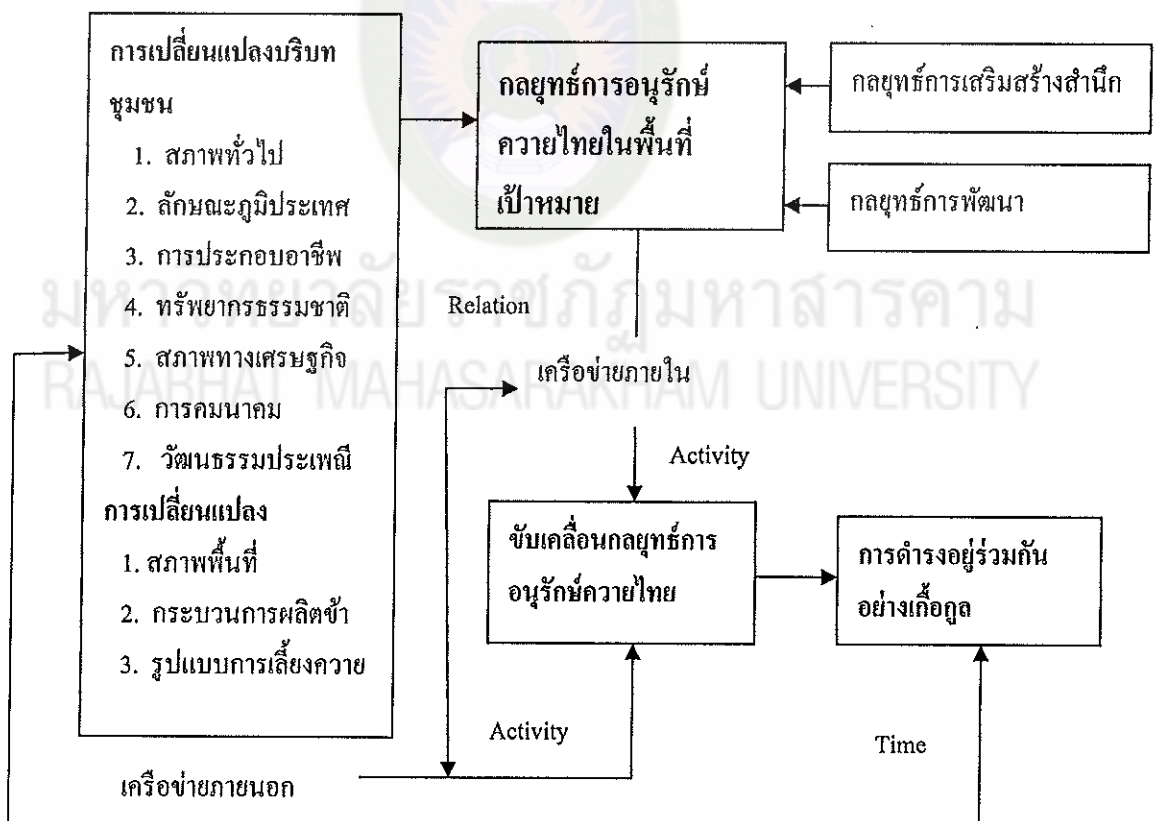 การเปลี่ยนแปลงบริบท
ชุมชน
1. สภาพทั่วไป
2. ลักษณะภูมิประเทศ
3. การประกอบอาชีพ
4. ทรัพยากรธรรมชาติ
5. สภาพทางเศรษฐกิจ
6. การคมนาคม
7. วัฒนธรรมประเพณี
การเปลี่ยนแปลง
1. สภาพพื้นที่
2. กระบวนการผลิตข้า
3. รูปแบบการเลี้ยงควาย
กลยุทธ์การอนุรักษ์
ควายไทยในพื้นที่
เป้าหมาย
กลยุทธ์การเสริมสร้างสำนึก
กลยุทธ์การพัฒนา
มหาวิทยาลัยราชภัฏมหาสารคาม
RAJABHAT MAHASARAKHAM UNIVERSITY
Relation
เครือข่ายภายใน
Activity
ขับเคลื่อนกลยุทธ์การ
อนุรักษ์ควายไทย
การดำรงอยู่ร่วมกัน
อย่างเกื้อกูล
Activity
Time
เครือข่ายภายนอก